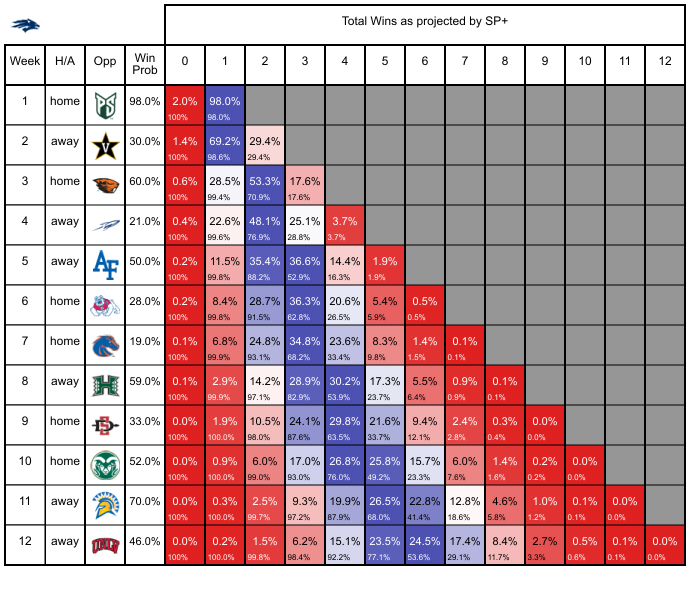 Total Wins as projected by SP+
Week H/A Opp Win Prob 0 1 2 3 4 5 6 7 8 9 10 11 12
1 home PS 98.0% 2.0% 98.0%
100% 98.0%
2 away V 30.0% 1.4% 69.2% 29.4%
100% 98.6% 29.4%
3 home 60.0% 0.6% 28.5% 53.3% 17.6%
100% 99.4% 70.9% 17.6%
4 away 21.0% 0.4% 22.6% 48.1% 25.1% 3.7%
100% 99.6% 76.9% 28.8% 3.7%
5 away AF 50.0% 0.2% 11.5% 35.4% 36.6% 14.4% 1.9%
100% 99.8% 88.2% 52.9% 16.3% 1.9%
6 home 28.0% 0.2% 8.4% 28.7% 36.3% 20.6% 5.4% 0.5%
100% 99.8% 91.5% 62.8% 26.5% 5.9% 0.5%
7 home 19.0% 0.1% 6.8% 24.8% 34.8% 23.6% 8.3% 1.4% 0.1%
100% 99.9% 93.1% 68.2% 33.4% 9.8% 1.5% 0.1%
8 away H 59.0% 0.1% 2.9% 14.2% 28.9% 30.2% 17.3% 5.5% 0.9% 0.1%
100% 99.9% 97.1% 82.9% 53.9% 23.7% 6.4% 0.9% 0.1%
9 home SD 33.0% 0.0% 1.9% 10.5% 24.1% 29.8% 21.6% 9.4% 2.4% 0.3% 0.0%
100% 100.0% 98.0% 87.6% 63.5% 33.7% 12.1% 2.8% 0.4% 0.0%
10 home 52.0% 0.0% 0.9% 6.0% 17.0% 26.8% 25.8% 15.7% 6.0% 1.4% 0.2% 0.0%
100% 100.0% 99.0% 93.0% 76.0% 49.2% 23.3% 7.6% 1.6% 0.2% 0.0%
11 away 70.0% 0.0% 0.3% 2.5% 9.3% 19.9% 26.5% 22.8% 12.8% 4.6% 1.0% 0.1% 0.0%
100% 100.0% 99.7% 97.2% 87.9% 68.0% 41.4% 18.6% 5.8% 1.2% 0.1% 0.0%
12 away UNLV 46.0% 0.0% 0.2% 1.5% 6.2% 15.1% 23.5% 24.5% 17.4% 8.4% 2.7% 0.5% 0.1% 0.0%
100% 100.0% 99.8% 98.4% 92.2% 77.1% 53.6% 29.1% 11.7% 3.3% 0.6% 0.1% 0.0%